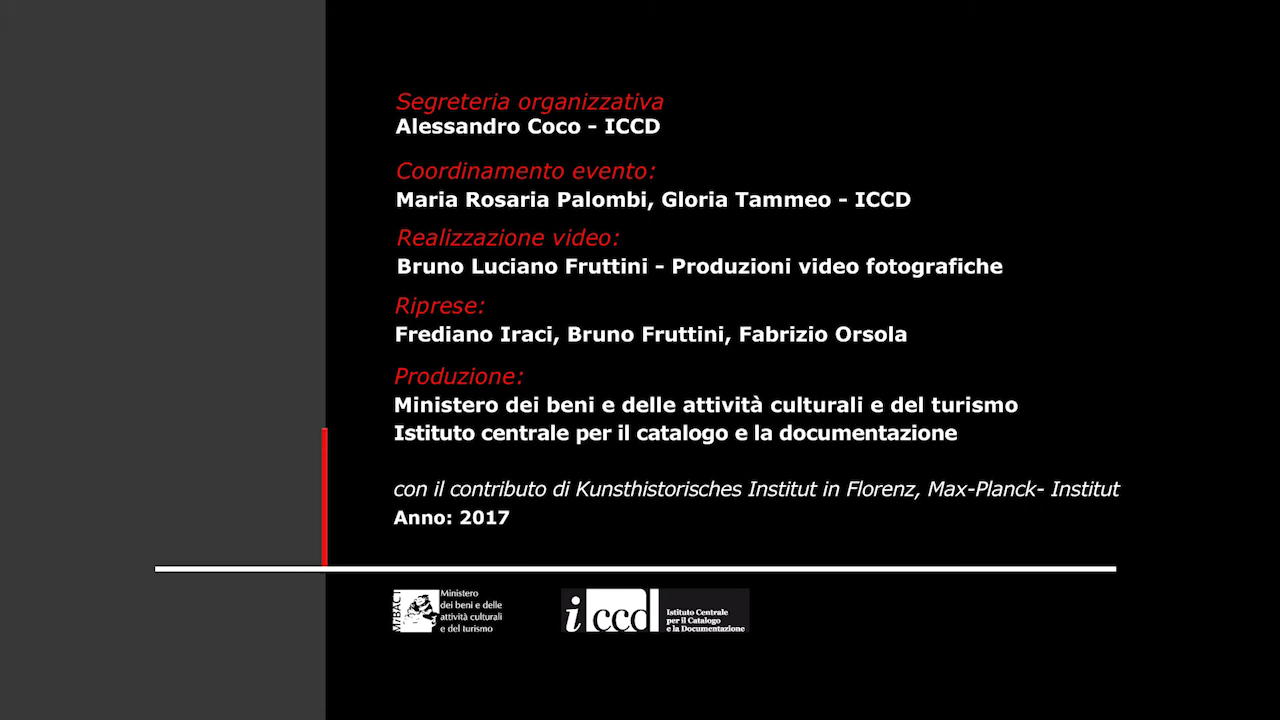 Segreteria organizzativa
Alessandro Coco - ICCD
Coordinamento evento:
Maria Rosaria Palombi, Gloria Tammeo - ICCD
Realizzazione video:
Bruno Luciano Fruttini - Produzioni video fotografiche
Riprese:
Frediano Iraci, Bruno Fruttini, Fabrizio Orsola
Produzione:
Ministero dei beni e delle attività culturali e del turismo
Istituto centrale per il catalogo e la documentazione
con il contributo di Kunsthistorisches Institut in Florenz, Max-Planck- Institut
Anno: 2017
MiBACT
Ministero
dei beni e delle
attività culturali
e del turismo
iccd
Istituto Centrale
per il Catalogo
e la Documentazione